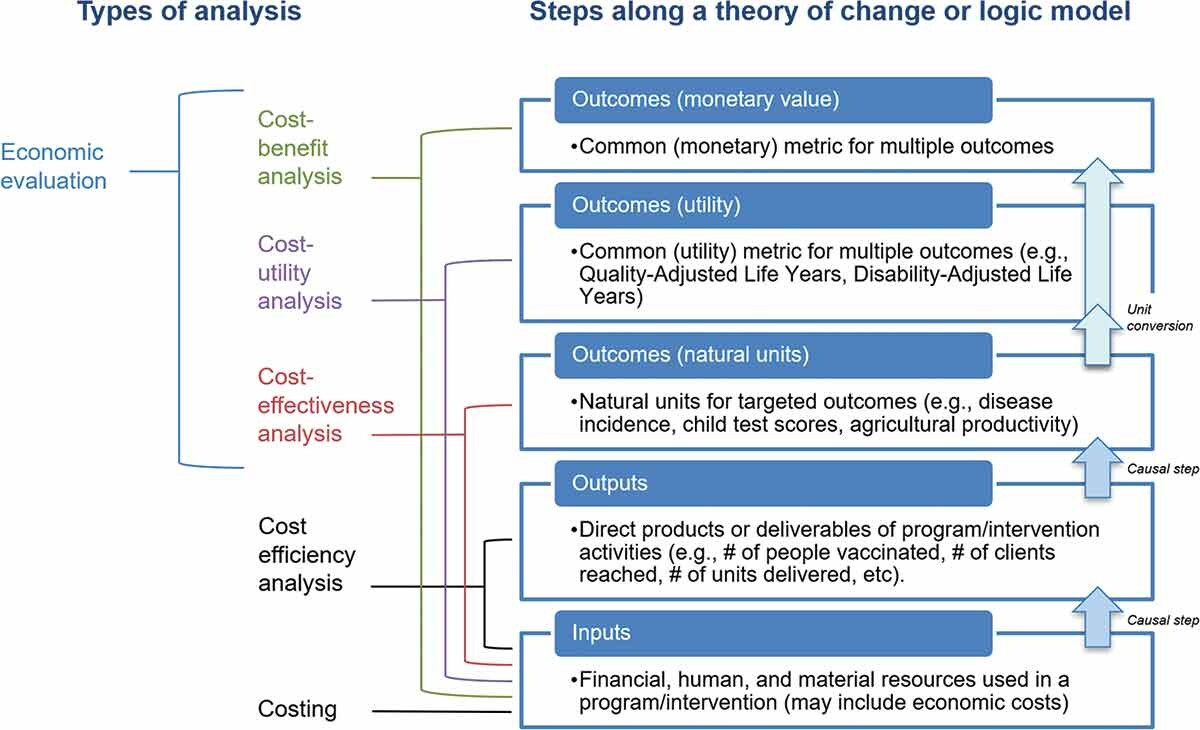 Types of analysis
Steps along a theory of change or logic model
Economic
evaluation
Cost-
benefit
analysis
Cost-
utility
analysis
Cost-
effectiveness
analysis
Cost
efficiency
analysis
Costing
Outcomes (monetary value)
•Common (monetary) metric for multiple outcomes
Outcomes (utility)
•Common (utility) metric for multiple outcomes (e.g.,
Quality-Adjusted Life Years, Disability-Adjusted Life
Years)
Unit
conversion
Outcomes (natural units)
•Natural units for targeted outcomes (e.g., disease
incidence, child test scores, agricultural productivity)
Causal step
Outputs
•Direct products or deliverables of program/intervention
activities (e.g., # of people vaccinated, # of clients
reached, # of units delivered, etc).
Causal step
Inputs
•Financial, human, and material resources used in a
program/intervention (may include economic costs)